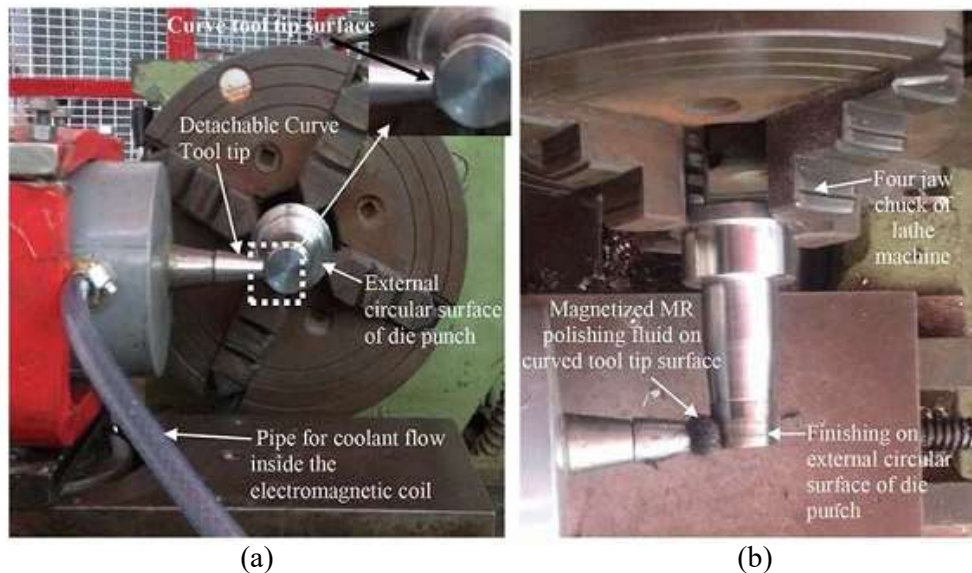 Curve tool tip surface
Detachable Curve
Tool tip
External
circular surface
of die punch
Pipe for coolant flow
inside the
electromagnetic coil
(a)
Four jaw
chuck of
lathe
machine
Magnetized MR
polishing fluid on
curved tool tip surface
Finishing on
external circular
surface of die
punch
(b)